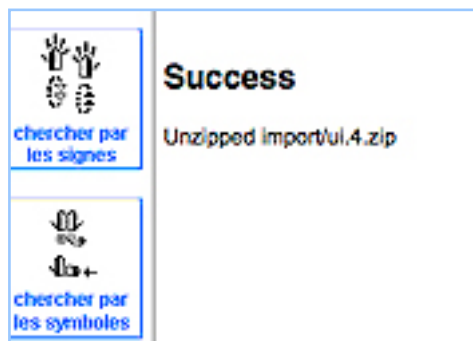 chercher par
les signes
chercher par
les symboles
Success
Unzipped import/ui.4.zip